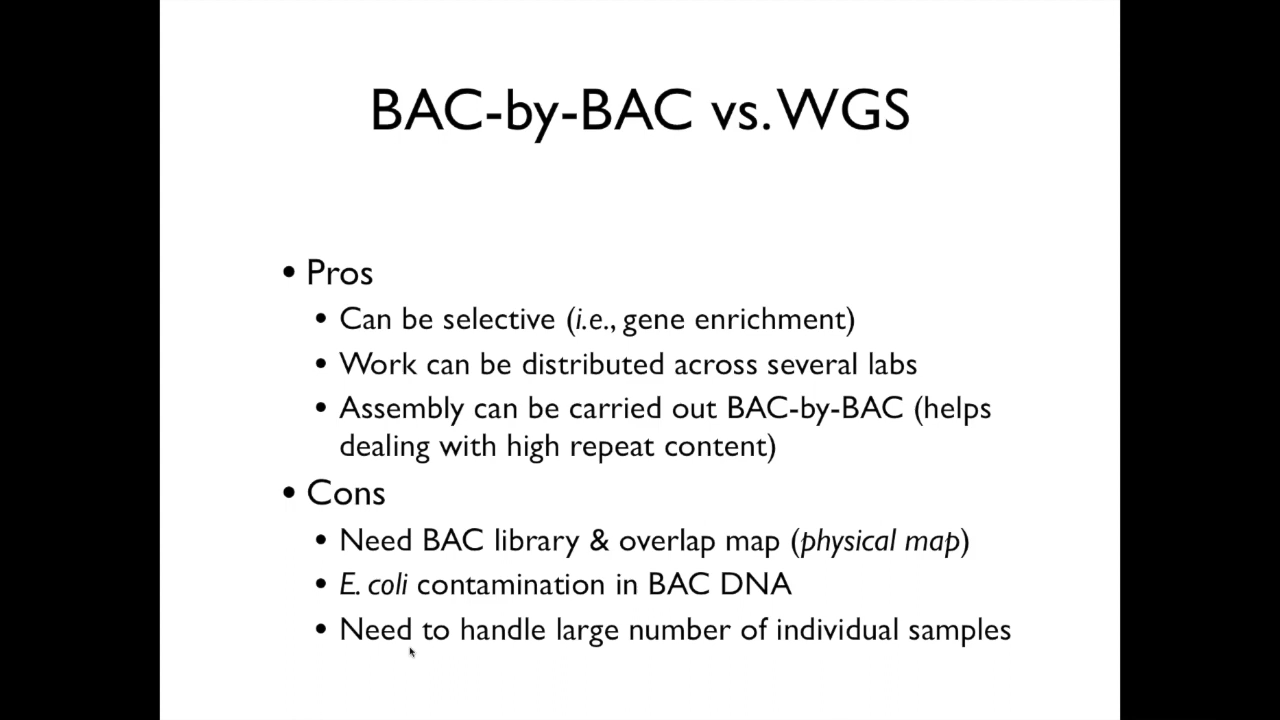 BAC-by-BAC vs. WGS
• Pros
• Can be selective (i.e., gene enrichment)
• Work can be distributed across several labs
• Assembly can be carried out BAC-by-BAC (helps
dealing with high repeat content)
• Cons
• Need BAC library & overlap map (physical map)
• E. coli contamination in BAC DNA
• Need to handle large number of individual samples